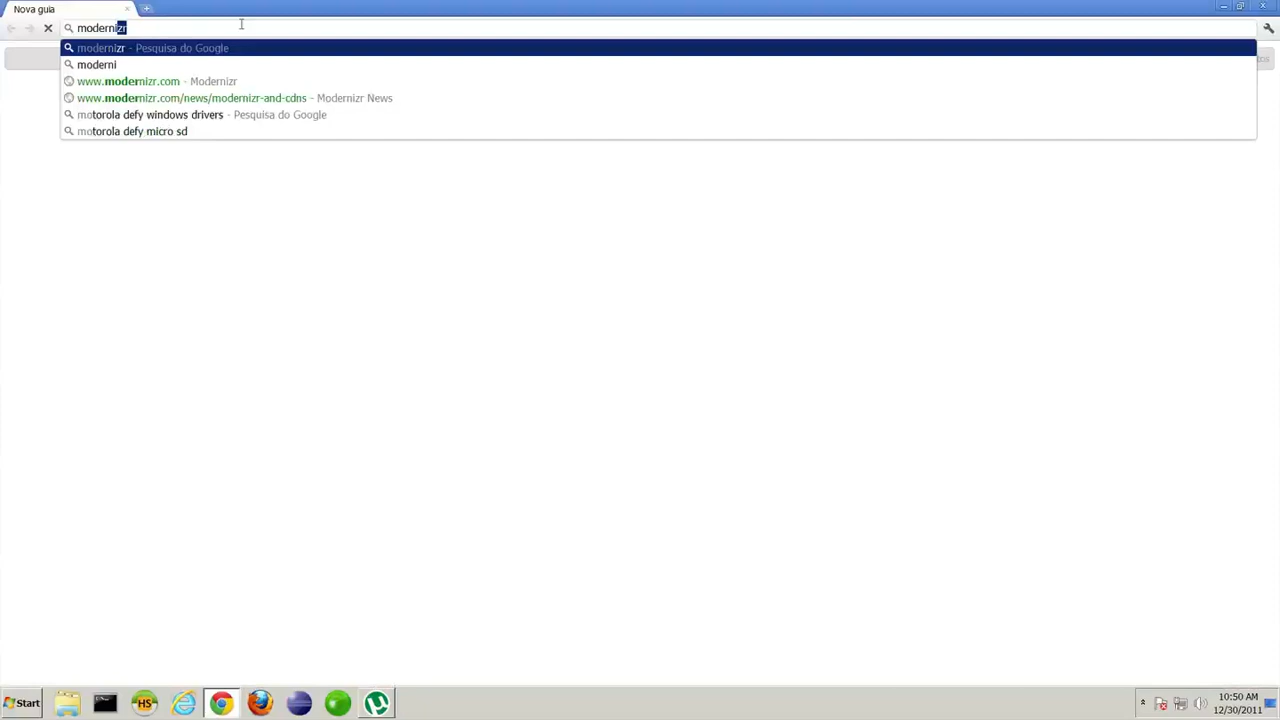 Nova guia
modernizr
modernizr - Pesquisa do Google
moderni
www.modernizr.com - Modernizr
www.modernizr.com/news/modernizr-and-cdns - Modernizr News
motorola defy windows drivers - Pesquisa do Google
motorola defy micro sd
Start
HS
10:50 AM
12/30/2011